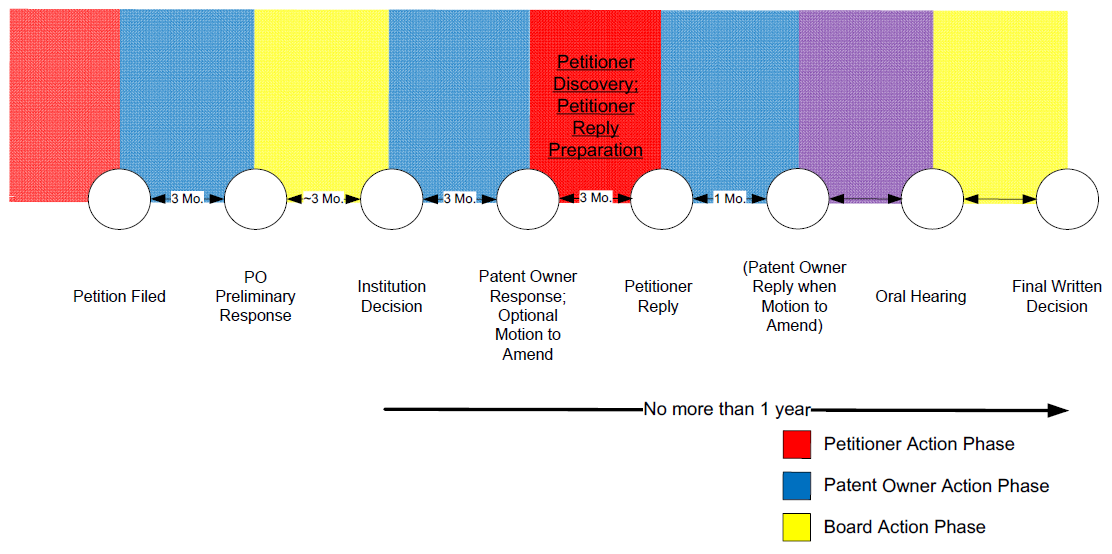 Petitioner
Discovery;
Petitioner
Reply
Preparation
3 Mo.
~3 Mo.
3 Mo.
3 Mo.
1 Mo.
Petition Filed
PO
Preliminary
Response
Institution
Decision
Patent Owner
Response;
Optional
Motion to
Amend
Petitioner
Reply
(Patent Owner
Reply when
Motion to
Amend)
Oral Hearing
Final Written
Decision
No more than 1 year
Petitioner Action Phase
Patent Owner Action Phase
Board Action Phase